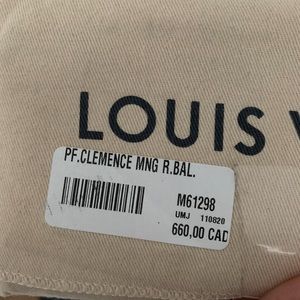 LOUIS V
PF.CLEMENCE MNG R.BAL.
M61298
UMJ 110820
660,00 CAD